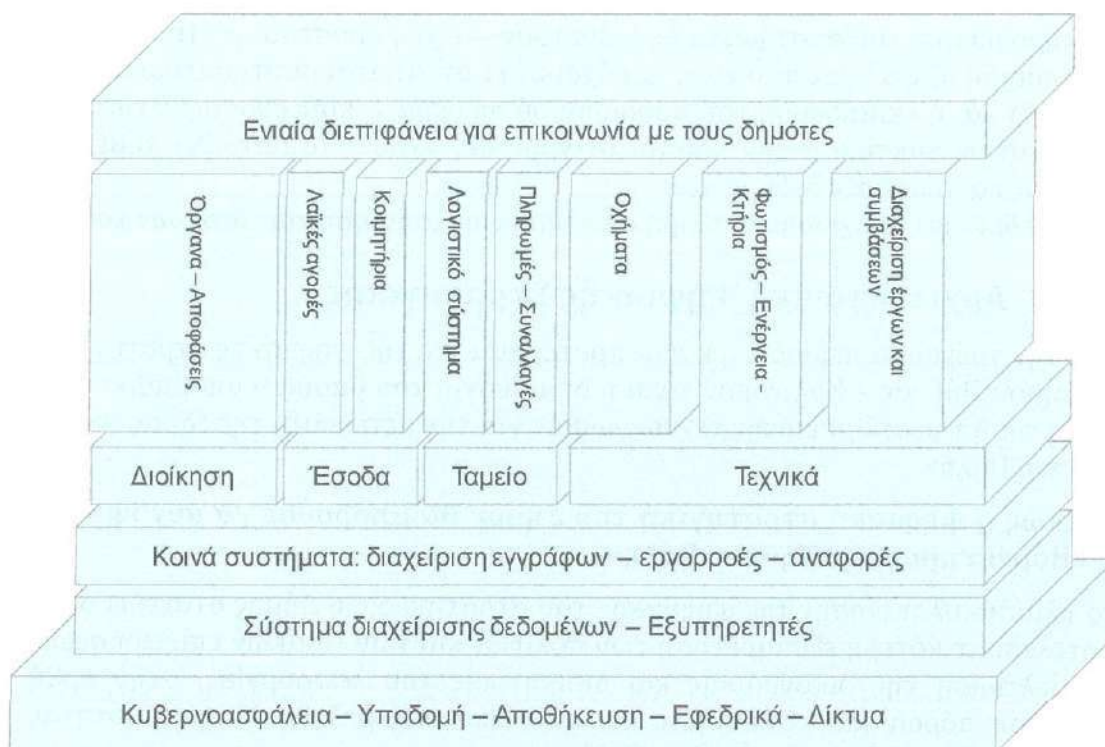 Ενιαία διεπιφάνεια για επικοινωνία με τους δημότες
Όργανα – Αποφάσεις
Λαϊκές αγορές
Κοιμητήρια
Λογιστικό σύστημα
Πληρωμές – Συναλλαγές
Οχήματα
Φωτισμός – Ενέργεια -
Κτήρια
Διαχείριση έργων και
συμβάσεων
Διοίκηση
Έσοδα
Ταμείο
Τεχνικά
Κοινά συστήματα: διαχείριση εγγράφων – εργορροές – αναφορές
Σύστημα διαχείρισης δεδομένων – Εξυπηρετητές
Κυβερνοασφάλεια – Υποδομή – Αποθήκευση – Εφεδρικά - Δίκτυα